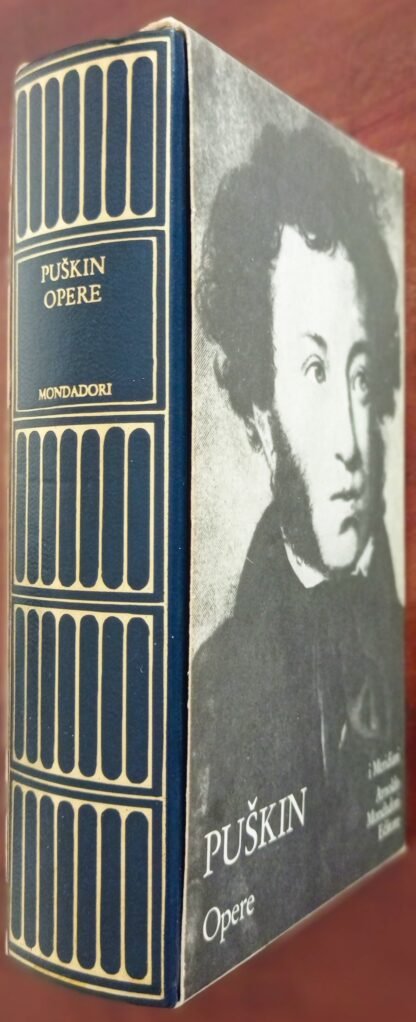 PUŠKIN
OPERE
MONDADORI
PUŠKIN
Opere
i Meridiani
Arnoldo
Mondadori
Editore